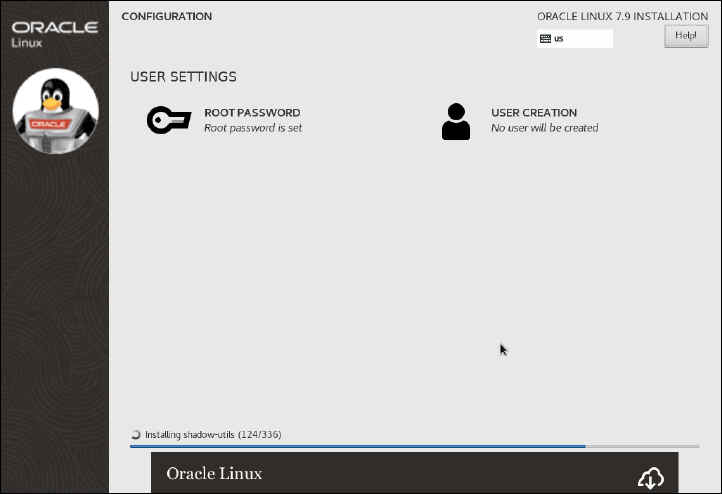 ORACLE
Linux
ORACLE
CONFIGURATION
ORACLE LINUX 7.9 INSTALLATION
us
Help!
USER SETTINGS
ROOT PASSWORD
Root password is set
USER CREATION
No user will be created
Installing shadow-utils (124/336)
Oracle Linux